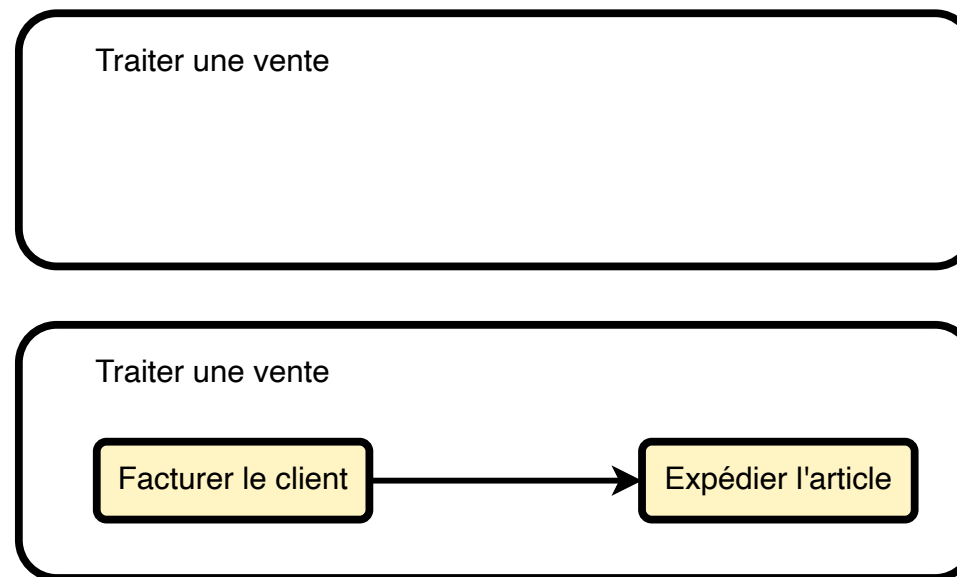 Traiter une vente
Traiter une vente
Facturer le client
Expédier l'article